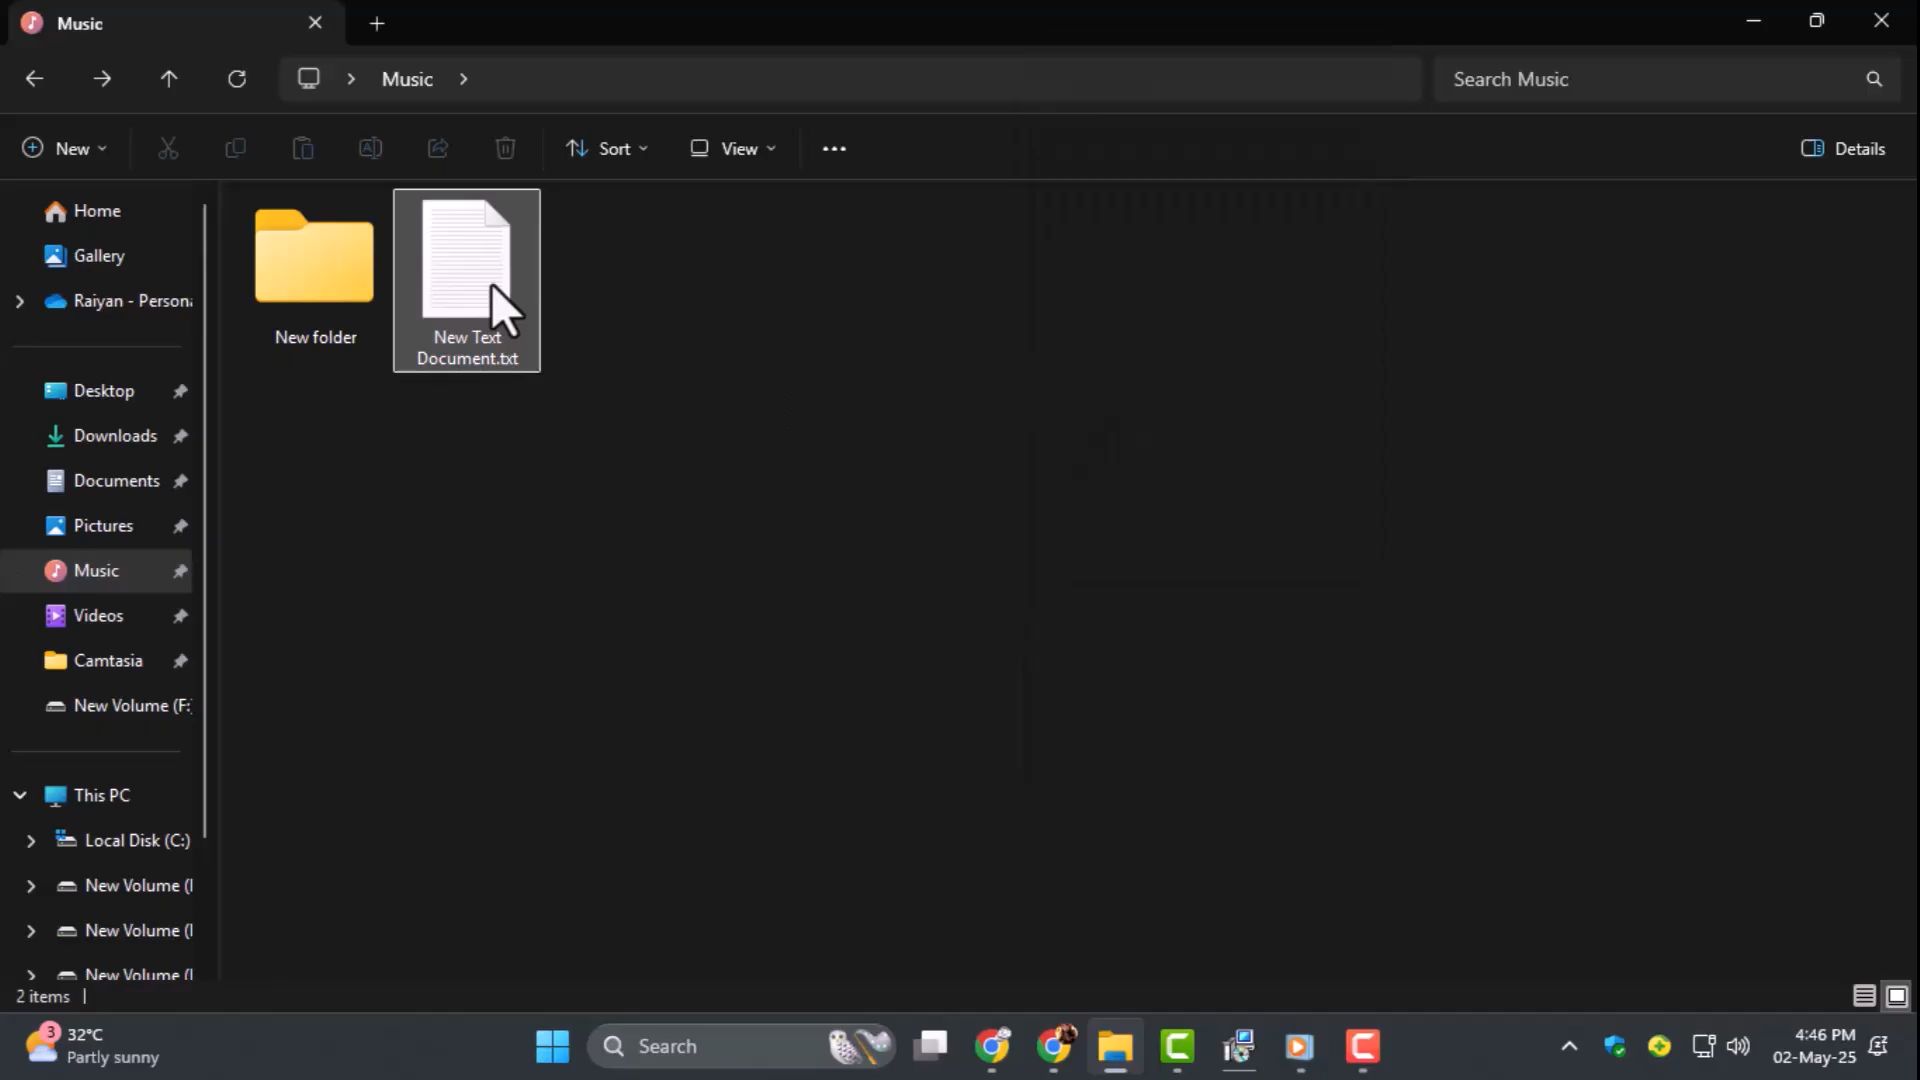 Music
Music
Search Music
New
Sort
View
Details
Home
Gallery
Raiyan - Persona
Desktop
Downloads
Documents
Pictures
Music
Videos
Camtasia
New Volume (F:
This PC
Local Disk (C:)
New Volume (
New Volume (
New Volume (
New folder
New Text
Document.txt
2 items
3
32°C
Partly sunny
Search
4:46 PM
02-May-25